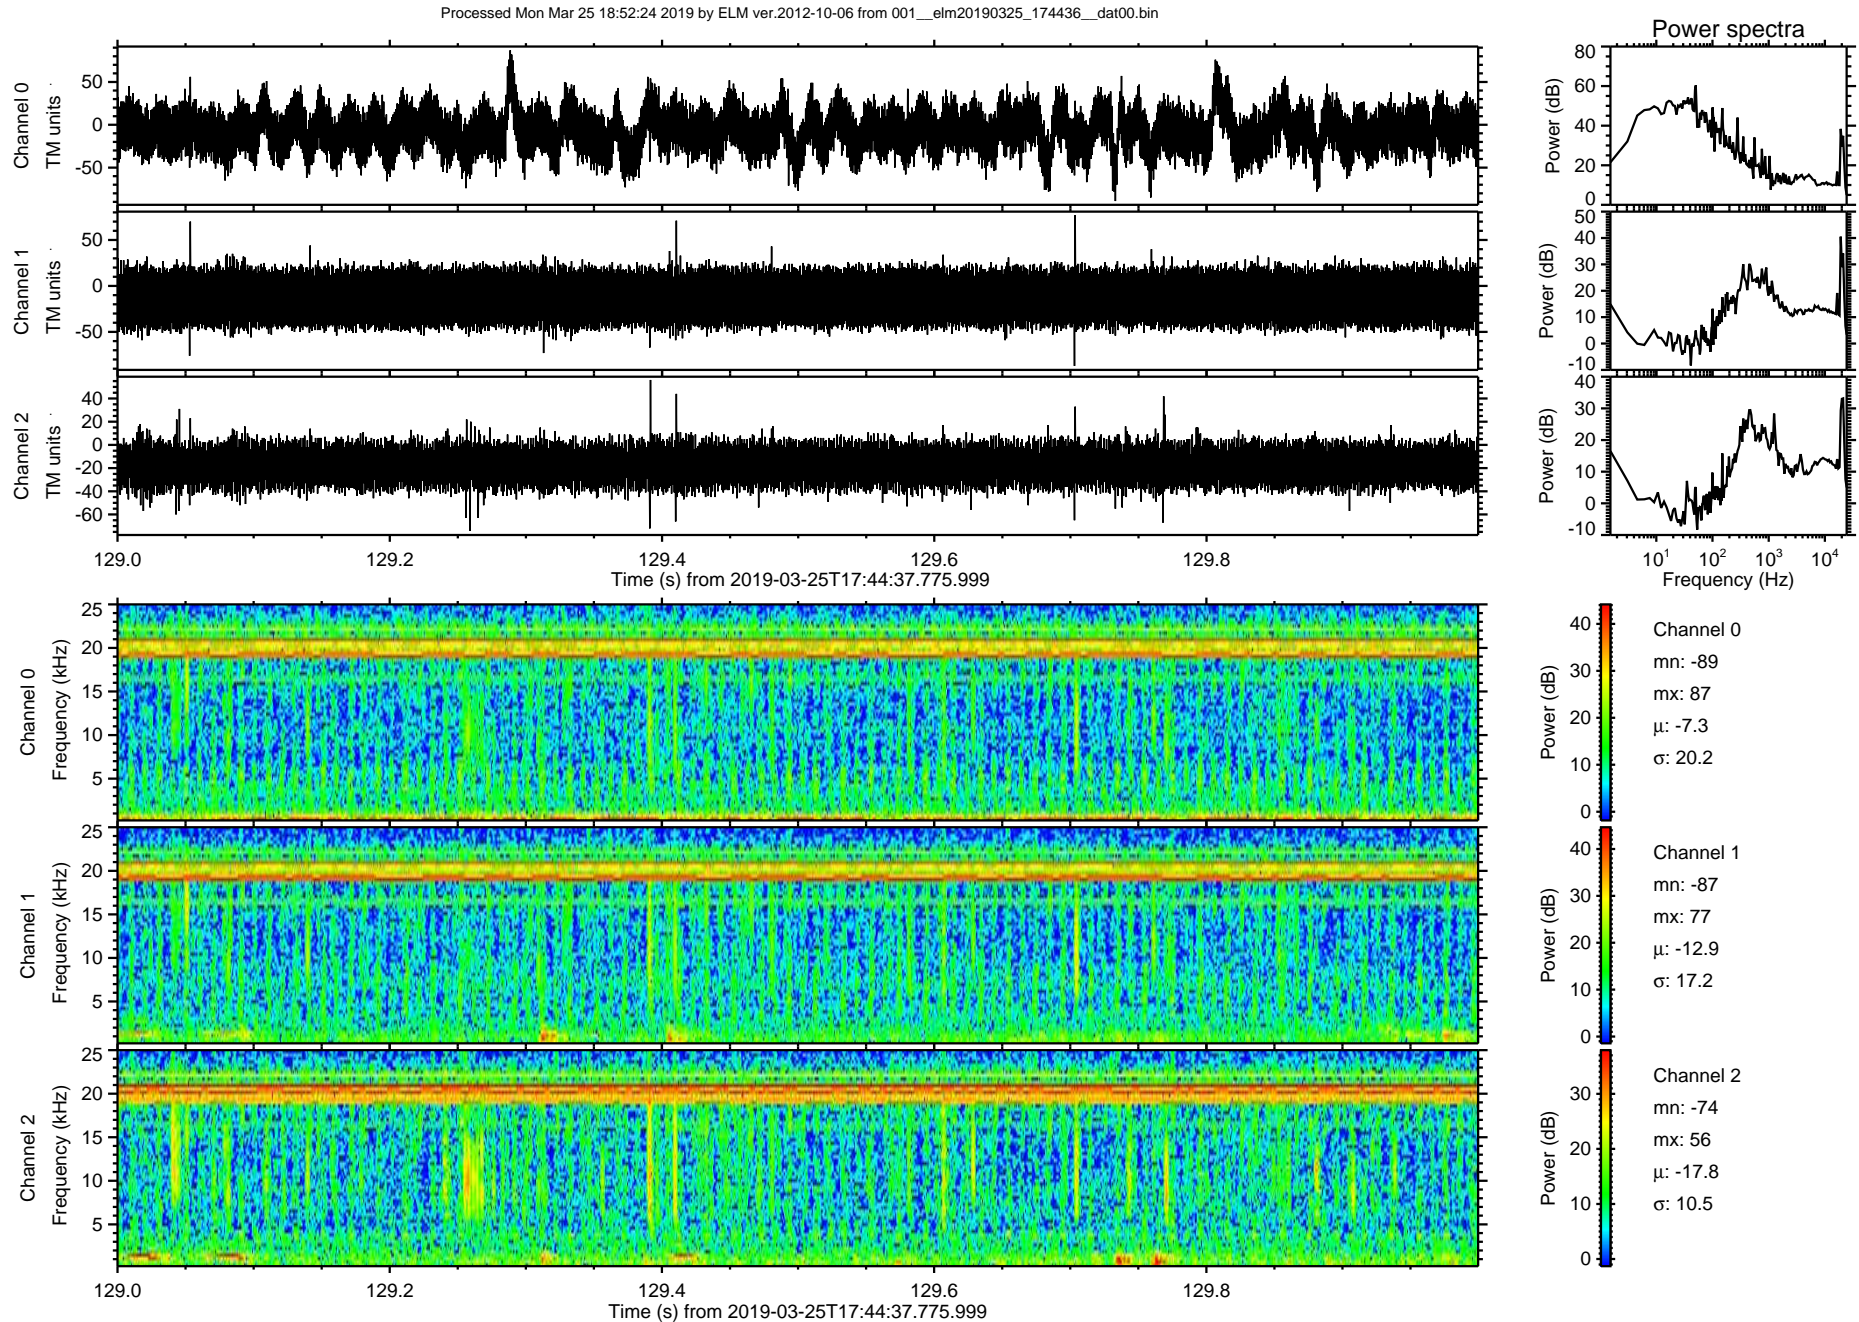 Processed Mon Mar 25 18:52:24 2019 by ELM ver.2012-10-06 from 001__elm20190325_174436__dat00.bin
Power spectra
Channel 0
TM units
50
0
-50
Power (dB)
80
60
40
20
0
Channel 1
TM units
50
0
-50
Power (dB)
50
40
30
20
10
0
-10
Channel 2
TM units
40
20
0
-20
-40
-60
Power (dB)
40
30
20
10
0
-10
129.0 129.2 129.4 129.6 129.8
Time (s) from 2019-03-25T17:44:37.775.999
10^1 10^2 10^3 10^4
Frequency (Hz)
Channel 0
Frequency (kHz)
25
20
15
10
5
Power (dB)
40
30
20
10
0
Channel 0
mn: -89
mx: 87
μ: -7.3
σ: 20.2
Channel 1
Frequency (kHz)
25
20
15
10
5
Power (dB)
40
30
20
10
0
Channel 1
mn: -87
mx: 77
μ: -12.9
σ: 17.2
Channel 2
Frequency (kHz)
25
20
15
10
5
Power (dB)
30
20
10
0
Channel 2
mn: -74
mx: 56
μ: -17.8
σ: 10.5
129.0 129.2 129.4 129.6 129.8
Time (s) from 2019-03-25T17:44:37.775.999